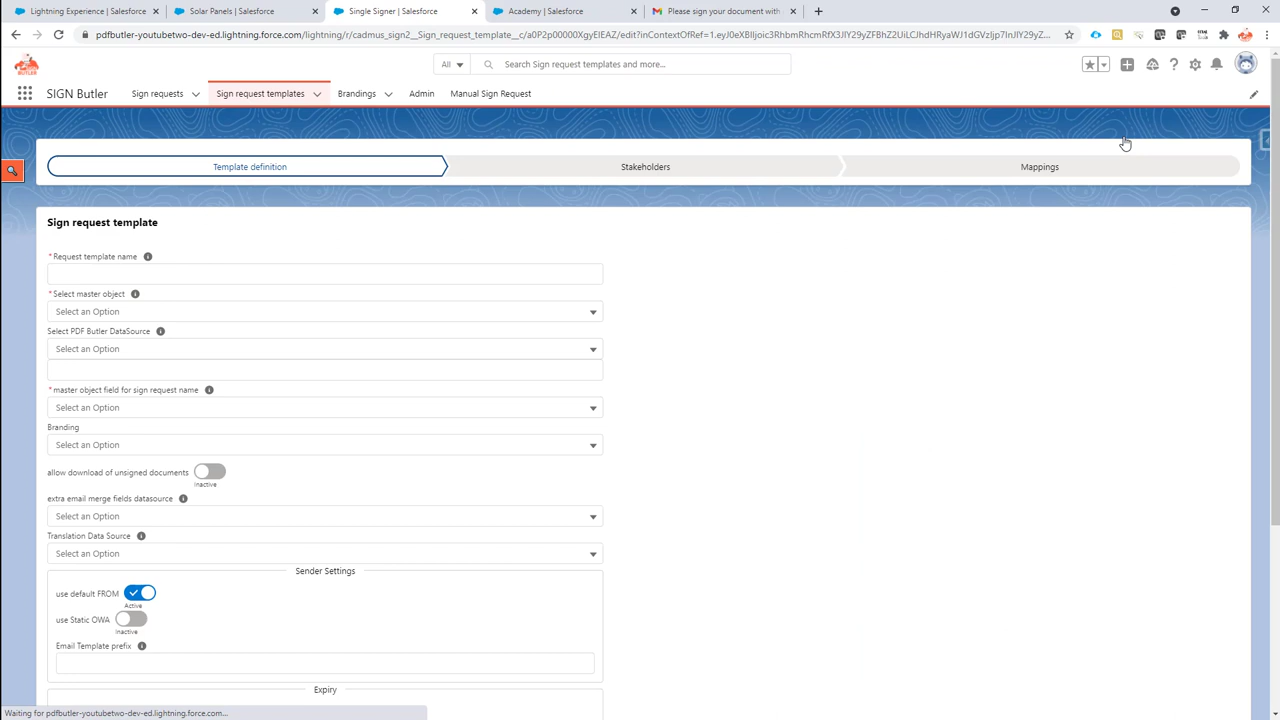 Lightning Experience | Salesforce
Solar Panels | Salesforce
Single Signer | Salesforce
Academy | Salesforce
Please sign your document with
pdfbutler-youtubetwo-dev-ed.lightning.force.com/lightning/r/cadmus_sign2__Sign_request_template__c/a0P2600000XgyEIEAZ/edit?inContextOfRef=1.
All
Search Sign request templates and more...
BUTLER
SIGN Butler
Sign requests
Sign request templates
Brandings
Admin
Manual Sign Request
Template definition
Stakeholders
Mappings
Sign request template
*Request template name
*Select master object
Select an Option
Select PDF Butler DataSource
Select an Option
*master object field for sign request name
Select an Option
Branding
Select an Option
allow download of unsigned documents
Inactive
extra email merge fields datasource
Select an Option
Translation Data Source
Select an Option
Sender Settings
use default FROM
Active
use Static OWA
Inactive
Email Template prefix
Expiry
Waiting for pdfbutler-youtubetwo-dev-ed.lightning.force.com...